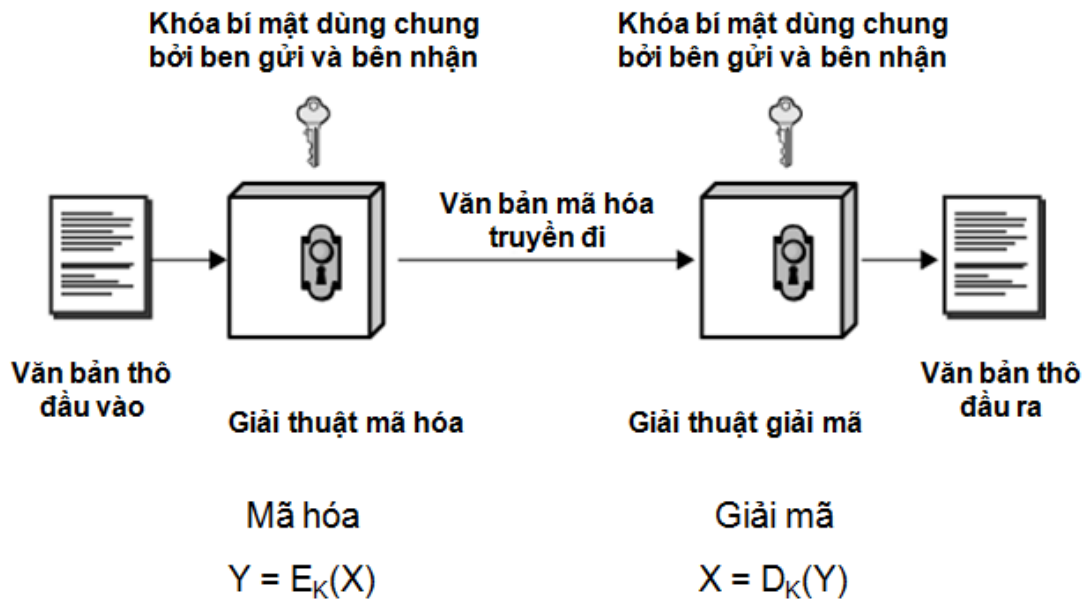 Khóa bí mật dùng chung
bởi ben gửi và bên nhận
Khóa bí mật dùng chung
bởi bên gửi và bên nhận
Văn bản mã hóa
truyền đi
Văn bản thô
đầu vào
Văn bản thô
đầu ra
Giải thuật mã hóa
Giải thuật giải mã
Mã hóa
Giải mã
Y = E_K(X)
X = D_K(Y)